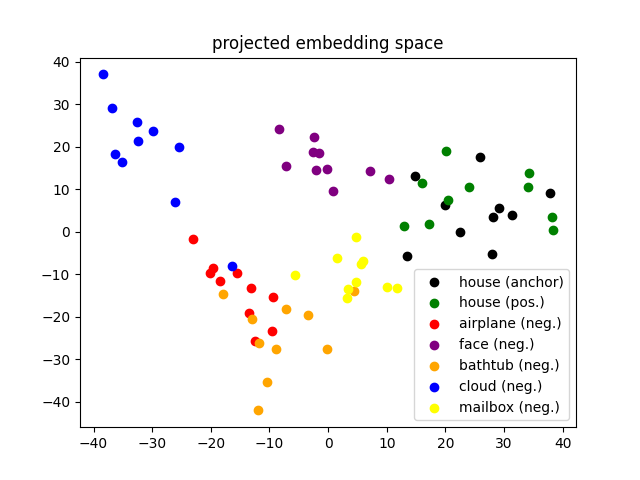 projected embedding space
40
30
20
10
0
−10
−20
−30
−40
house (anchor)
house (pos.)
airplane (neg.)
face (neg.)
bathtub (neg.)
cloud (neg.)
mailbox (neg.)
−40 −30 −20 −10 0 10 20 30 40